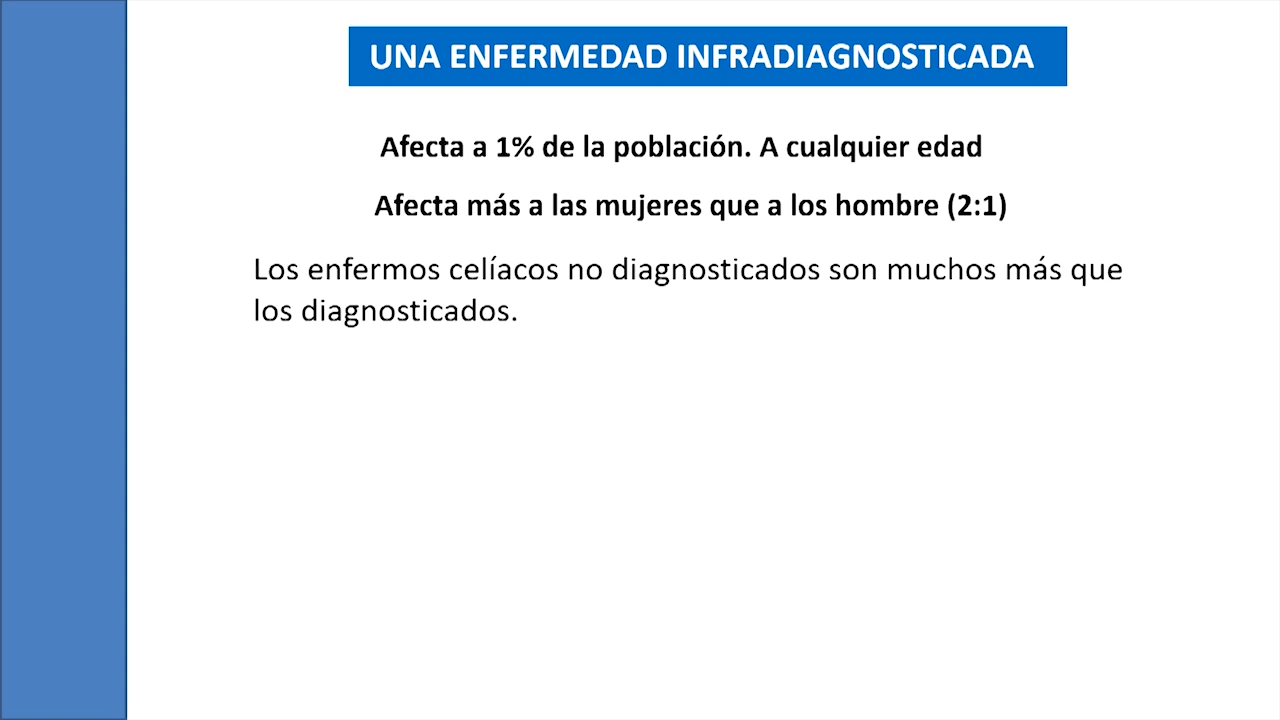 UNA ENFERMEDAD INFRADIAGNOSTICADA
Afecta a 1% de la población. A cualquier edad
Afecta más a las mujeres que a los hombre (2:1)
Los enfermos celíacos no diagnosticados son muchos más que
los diagnosticados.